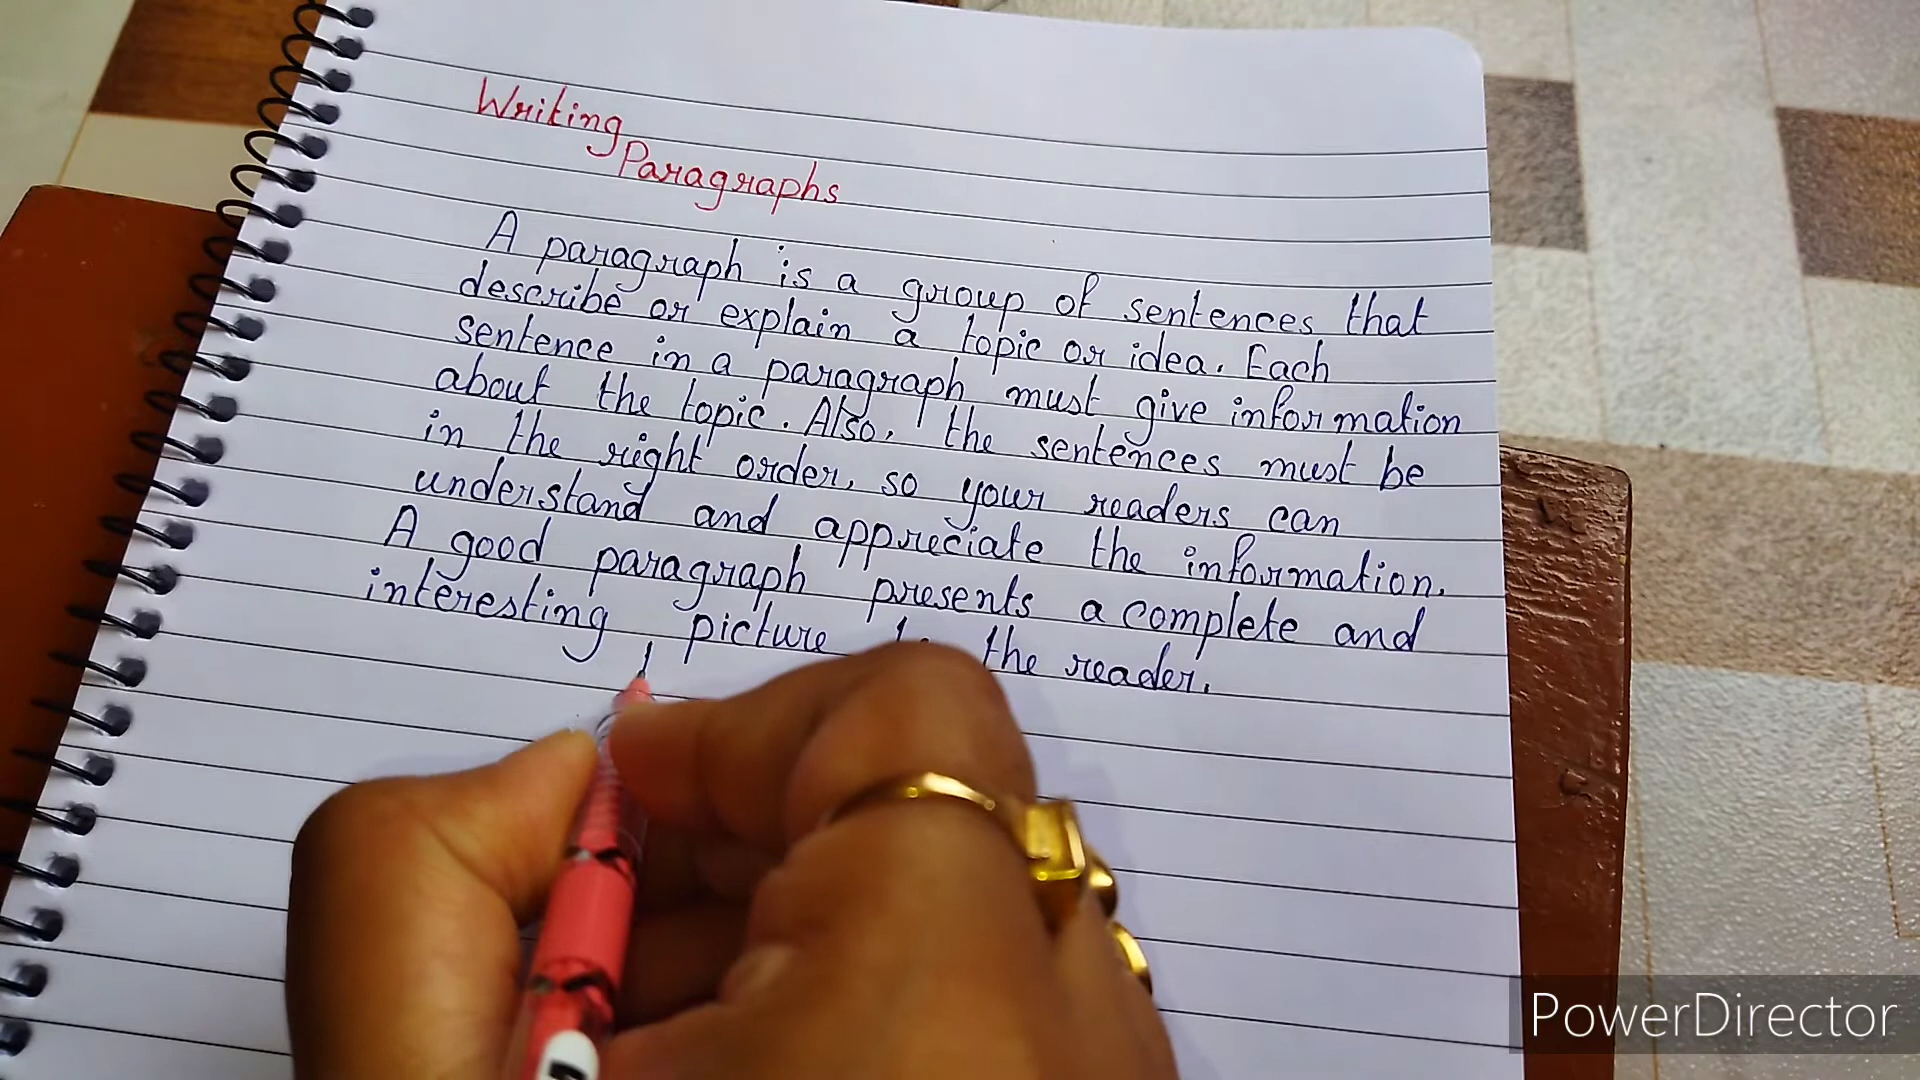 Writing
Paragraphs
A paragraph is a group of sentences that
describe or explain a topic or idea. Each
sentence in a paragraph must give information
about the topic. Also, the sentences must be
in the right order, so your readers can
understand and appreciate the information.
A good paragraph presents a complete and
interesting picture the reader.
PowerDirector